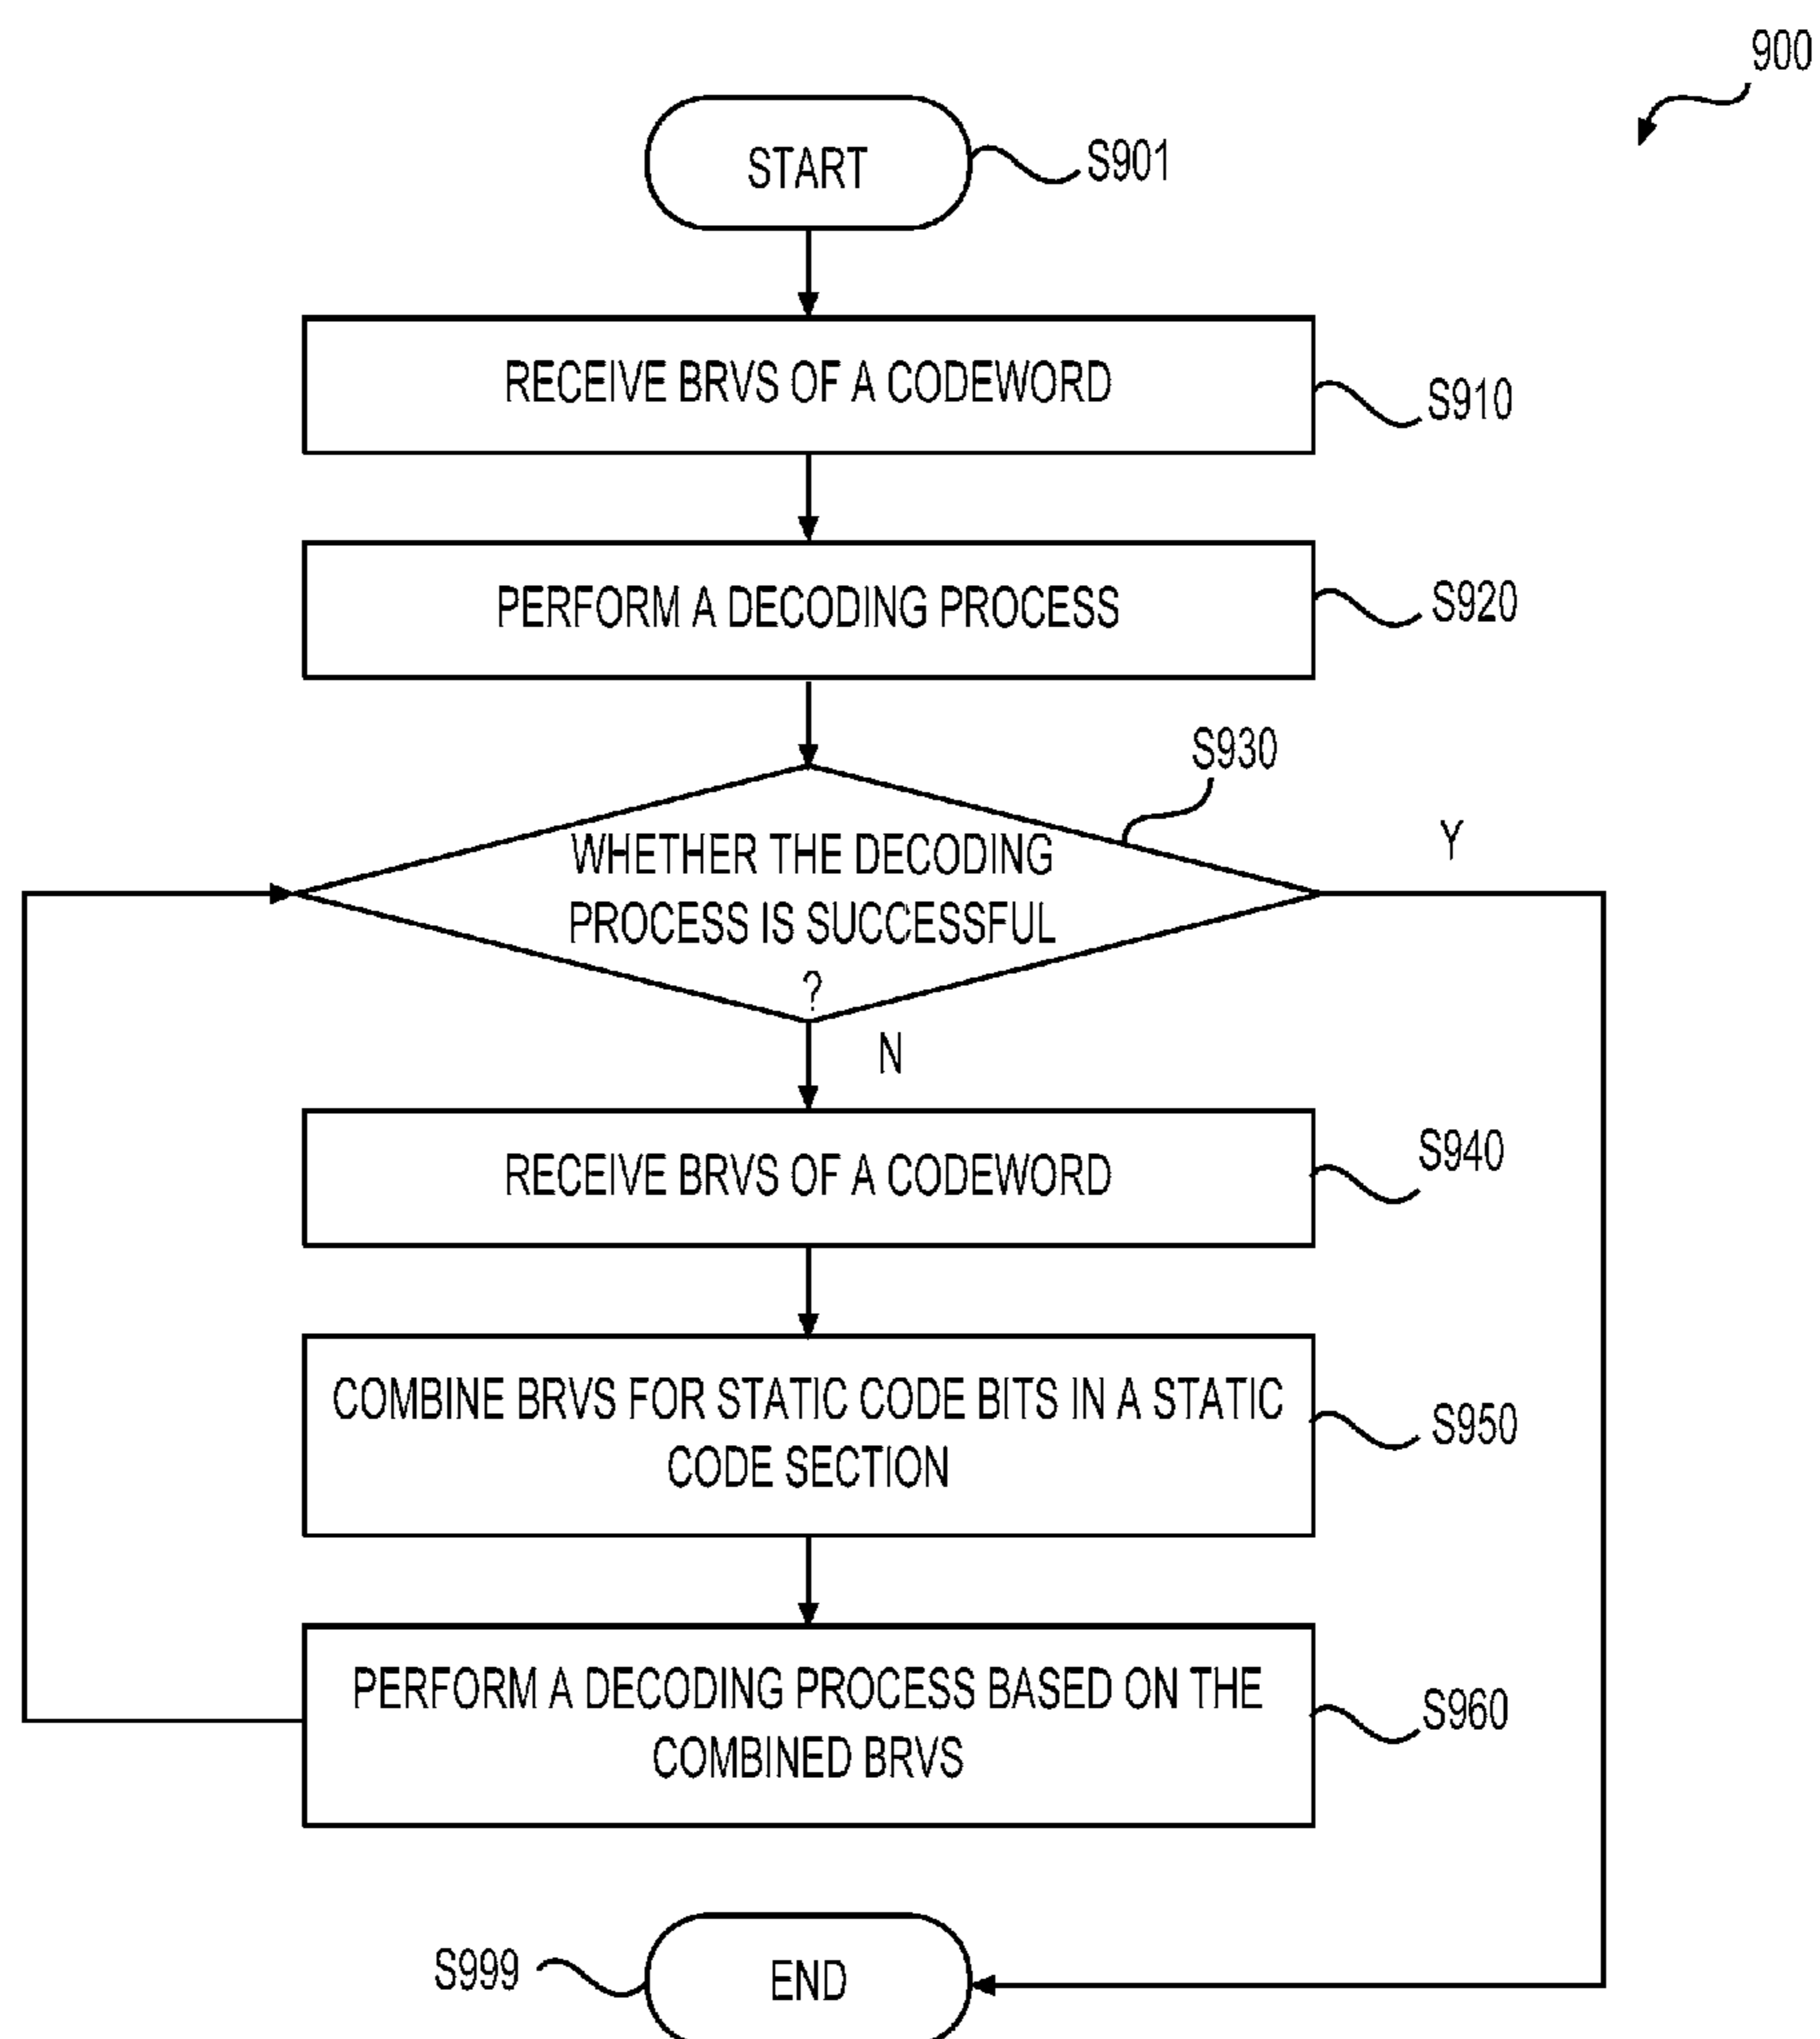 900
START
S901
RECEIVE BRVS OF A CODEWORD
S910
PERFORM A DECODING PROCESS
S920
S930
WHETHER THE DECODING
PROCESS IS SUCCESSFUL
?
Y
N
RECEIVE BRVS OF A CODEWORD
S940
COMBINE BRVS FOR STATIC CODE BITS IN A STATIC
CODE SECTION
S950
PERFORM A DECODING PROCESS BASED ON THE
COMBINED BRVS
S960
S999
END